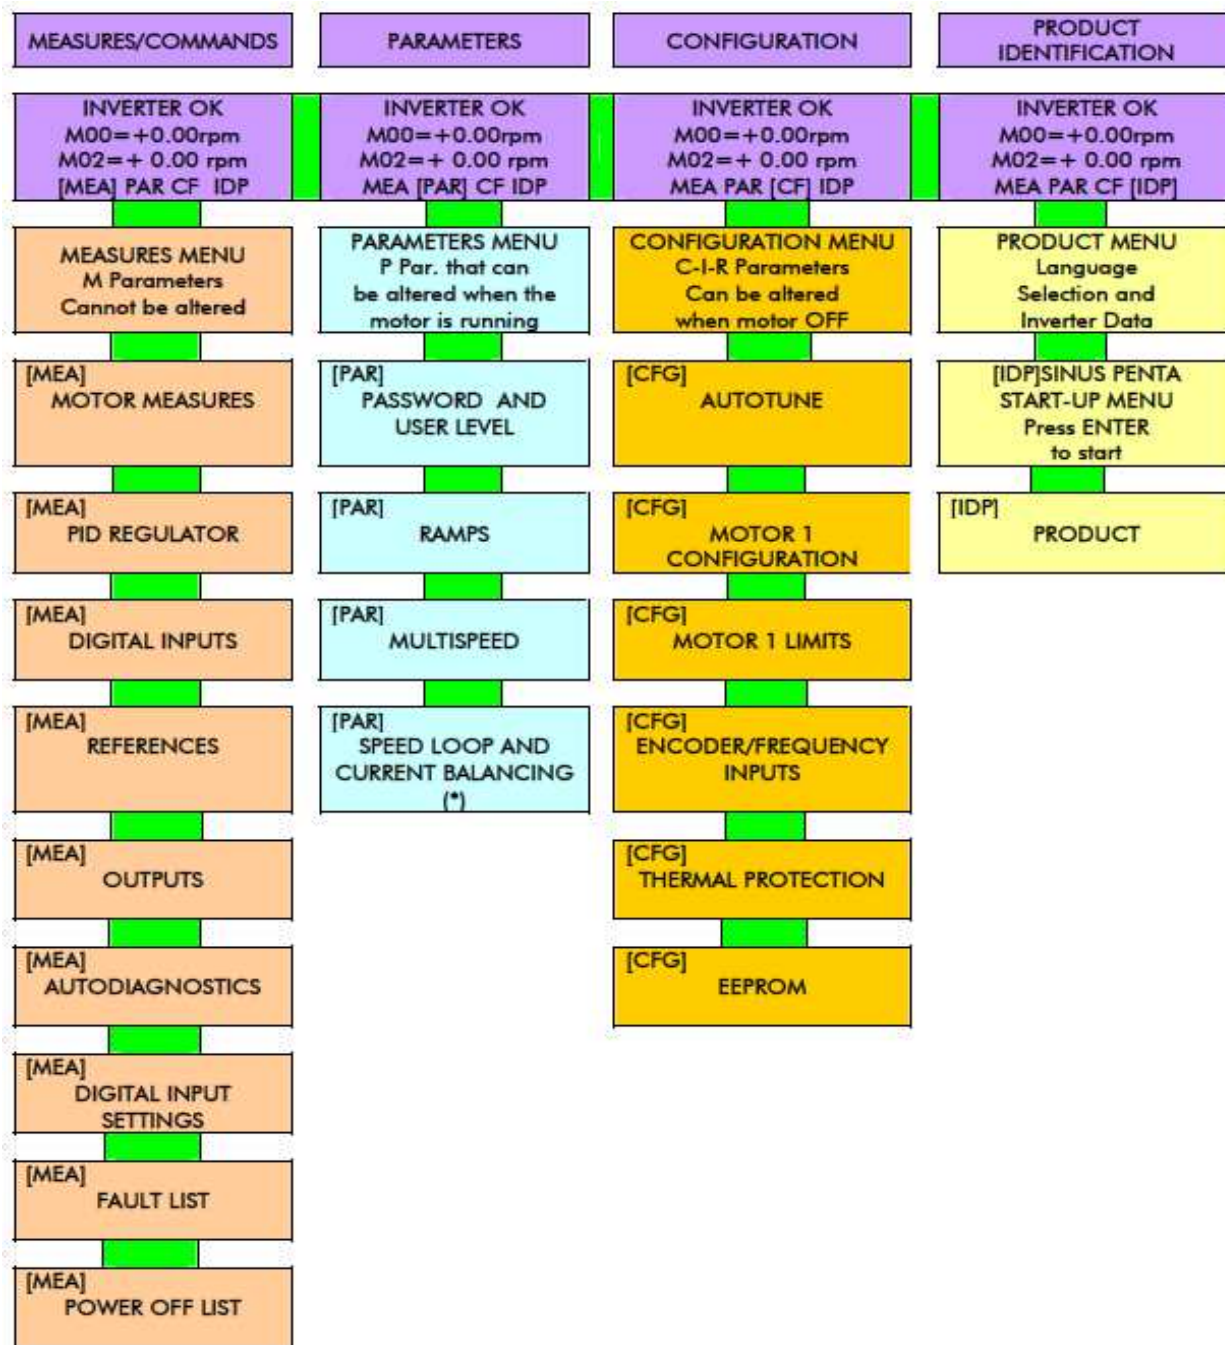 MEASURES/COMMANDS
PARAMETERS
CONFIGURATION
PRODUCT
IDENTIFICATION
INVERTER OK
M00=+0.00rpm
M02=+ 0.00 rpm
[MEA] PAR CF IDP
INVERTER OK
M00=+0.00rpm
M02=+ 0.00 rpm
MEA [PAR] CF IDP
INVERTER OK
M00=+0.00rpm
M02=+ 0.00 rpm
MEA PAR [CF] IDP
INVERTER OK
M00=+0.00rpm
M02=+ 0.00 rpm
MEA PAR CF [IDP]
MEASURES MENU
M Parameters
Cannot be altered
PARAMETERS MENU
P Par. that can
be altered when the
motor is running
CONFIGURATION MENU
C-I-R Parameters
Can be altered
when motor OFF
PRODUCT MENU
Language
Selection and
Inverter Data
[MEA]
MOTOR MEASURES
[PAR]
PASSWORD AND
USER LEVEL
[CFG]
AUTOTUNE
[IDP]SINUS PENTA
START-UP MENU
Press ENTER
to start
[MEA]
PID REGULATOR
[PAR]
RAMPS
[CFG]
MOTOR 1
CONFIGURATION
[IDP]
PRODUCT
[MEA]
DIGITAL INPUTS
[PAR]
MULTISPEED
[CFG]
MOTOR 1 LIMITS
[MEA]
REFERENCES
[PAR]
SPEED LOOP AND
CURRENT BALANCING
(*)
[CFG]
ENCODER/FREQUENCY
INPUTS
[MEA]
OUTPUTS
[CFG]
THERMAL PROTECTION
[MEA]
AUTODIAGNOSTICS
[CFG]
EEPROM
[MEA]
DIGITAL INPUT
SETTINGS
[MEA]
FAULT LIST
[MEA]
POWER OFF LIST